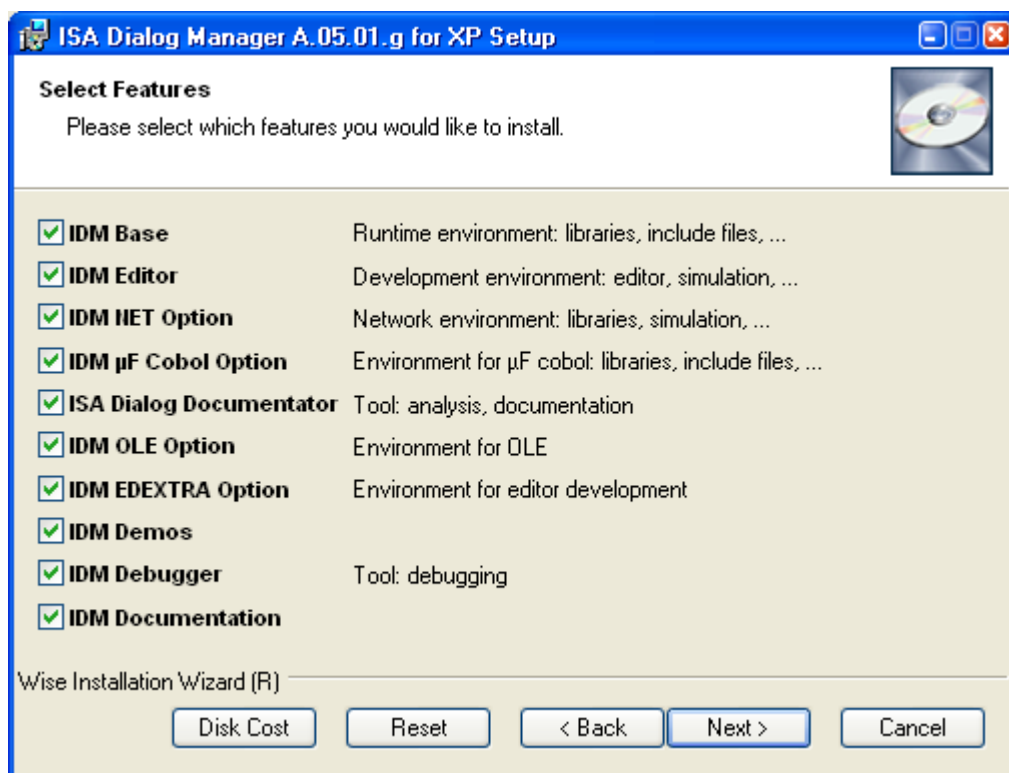 ISA Dialog Manager A.05.01.g for XP Setup
Select Features
Please select which features you would like to install.
IDM Base Runtime environment: libraries, include files, ...
IDM Editor Development environment: editor, simulation, ...
IDM NET Option Network environment: libraries, simulation, ...
IDM µF Cobol Option Environment for µF cobol: libraries, include files, ...
ISA Dialog Documentator Tool: analysis, documentation
IDM OLE Option Environment for OLE
IDM EDEXTRA Option Environment for editor development
IDM Demos
IDM Debugger Tool: debugging
IDM Documentation
Wise Installation Wizard (R)
Disk Cost Reset < Back Next > Cancel